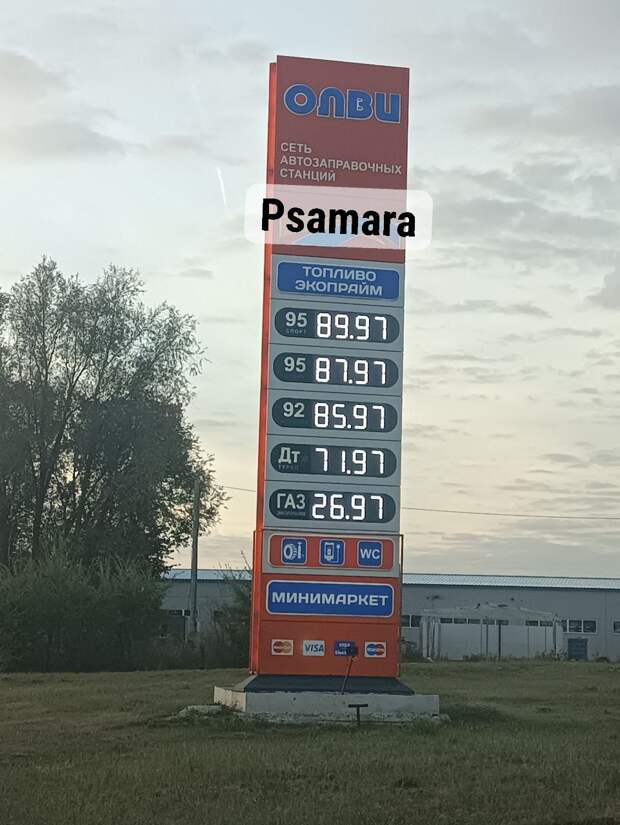 ОЛВИ
СЕТЬ
АВТОЗАПРАВОЧНЫХ
СТАНЦИЙ
Psamara
ТОПЛИВО
ЭКОПРАЙМ
95 89.97
СПОРТ
95 87.97
92 85.97
Дт 71.97
ГАЗ 26.97
WC
МИНИМАРКЕТ
VISA